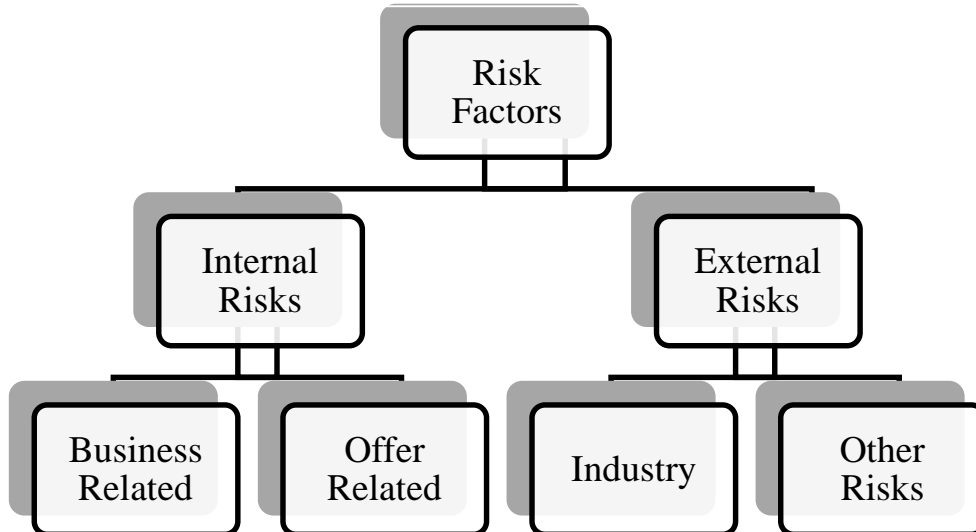 Risk
Factors
Internal
Risks
External
Risks
Business
Related
Offer
Related
Industry
Other
Risks